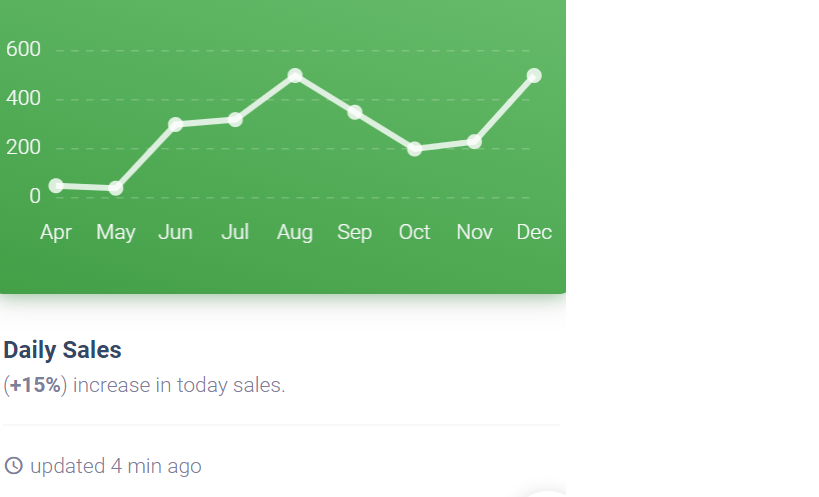 600
400
200
0
Apr May Jun Jul Aug Sep Oct Nov Dec
Daily Sales
(+15%) increase in today sales.
updated 4 min ago